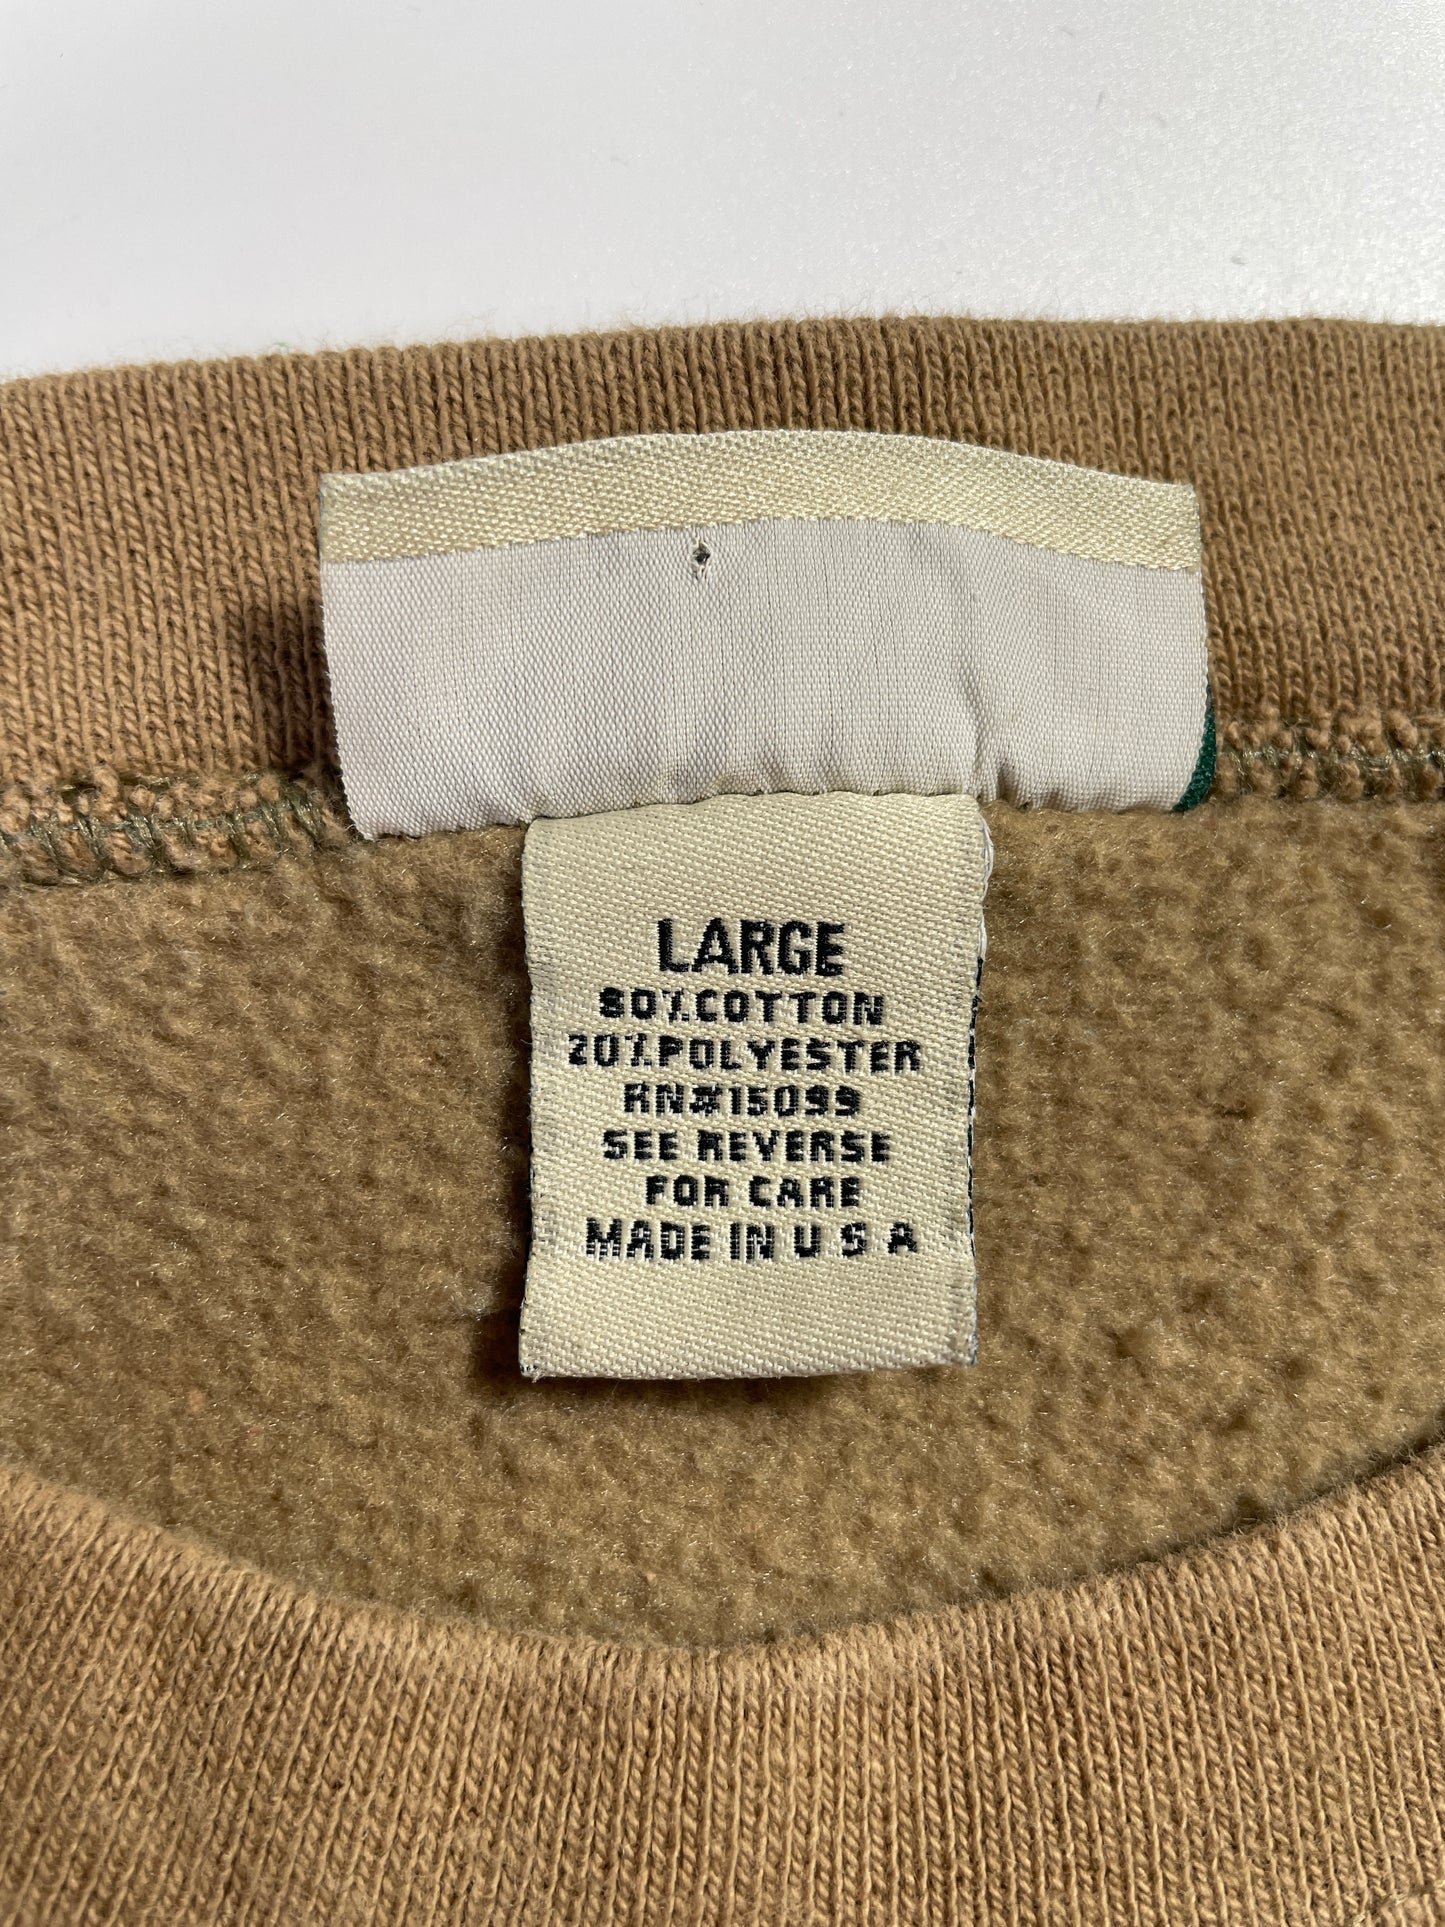 LARGE
80% COTTON
20% POLYESTER
RN#15099
SEE REVERSE
FOR CARE
MADE IN U S A